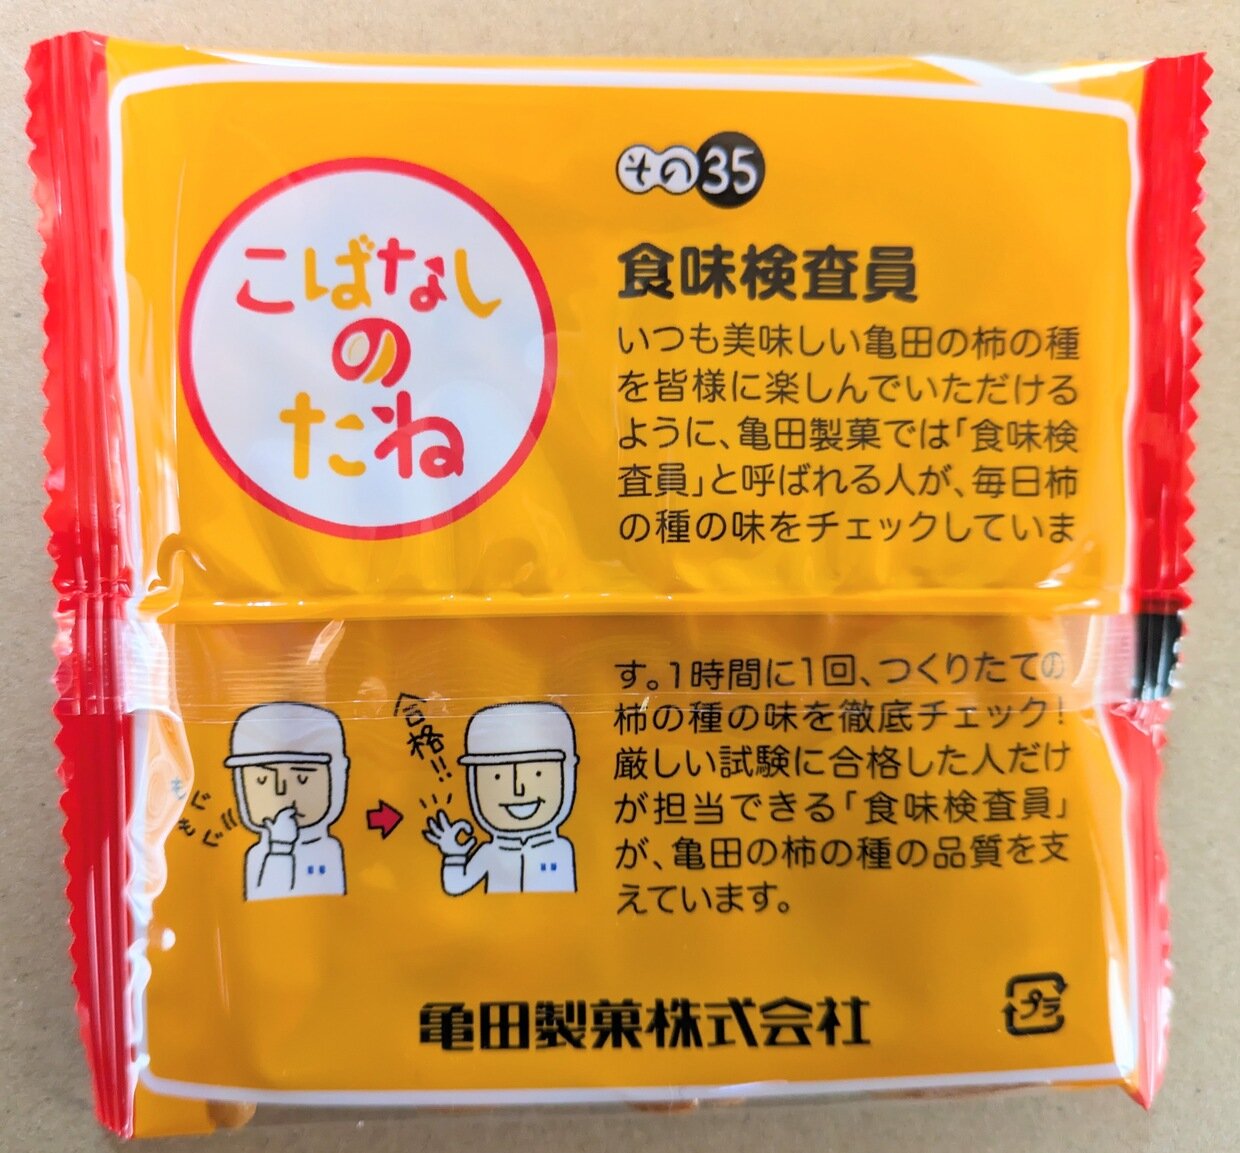 こばなし
の
たね
その35
食味検査員
いつも美味しい亀田の柿の種
を皆様に楽しんでいただける
ように、亀田製菓では「食味検
査員」と呼ばれる人が、毎日柿
の種の味をチェックしていま
す。1時間に1回、つくりたての
柿の種の味を徹底チェック!
厳しい試験に合格した人だけ
が担当できる「食味検査員」
が、亀田の柿の種の品質を支
えています。
もぐ
もぐ
合格!!
亀田製菓株式会社
プラ